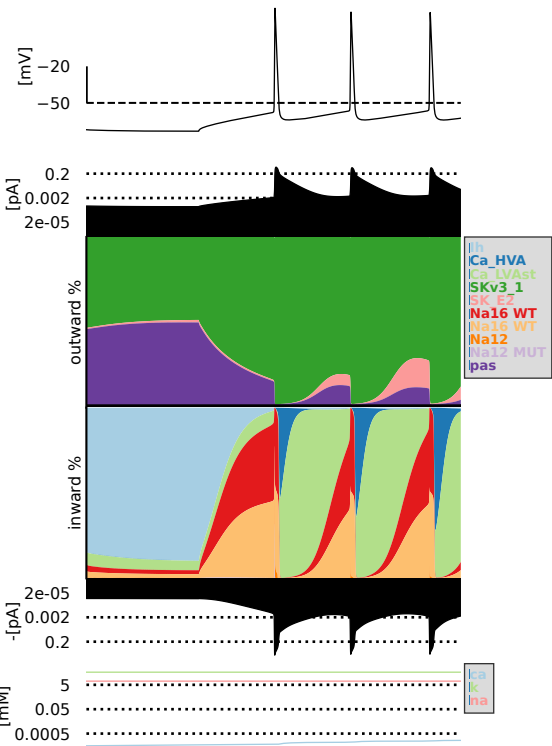 [mV]
−20
−50
[pA]
0.2
0.002
2e-05
outward %
Ih
Ca_HVA
Ca_LVAst
SKv3_1
SK_E2
Na16 WT
Na16 WT
Na12
Na12 MUT
pas
inward %
-[pA]
2e-05
0.002
0.2
[mM]
5
0.05
0.0005
ca
k
na